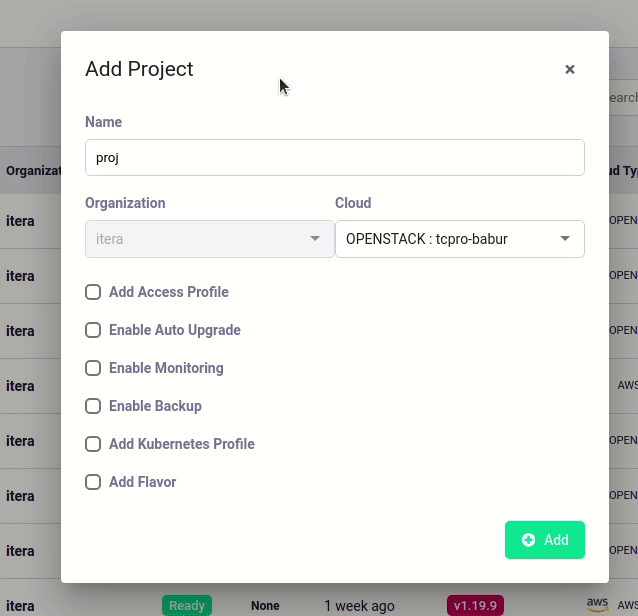 Add Project
×
Name
proj
Organization
Cloud
itera
OPENSTACK : tcpro-babur
Add Access Profile
Enable Auto Upgrade
Enable Monitoring
Enable Backup
Add Kubernetes Profile
Add Flavor
Add
earch
Organizat
ud Typ
itera
OPEN
itera
OPEN
itera
OPEN
itera
AWS
itera
OPEN
itera
OPEN
itera
OPEN
Ready
None
1 week ago
v1.19.9
aws
AWS